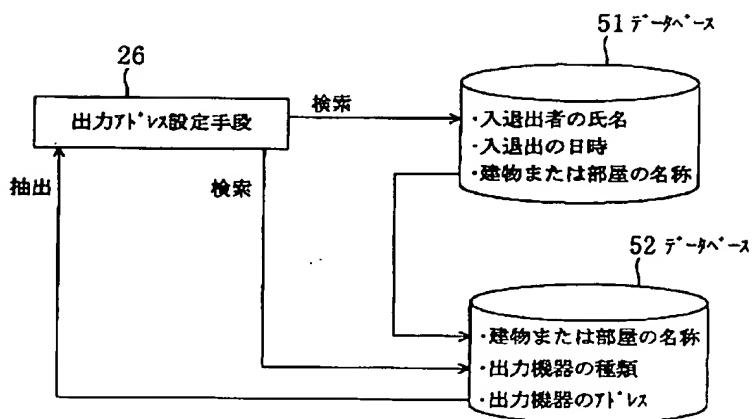 51 ﾃﾞｰﾀﾍﾞｰｽ
26
出力ｱﾄﾞﾚｽ設定手段
検索
・入退出者の氏名
・入退出の日時
・建物または部屋の名称
抽出
検索
52 ﾃﾞｰﾀﾍﾞｰｽ
・建物または部屋の名称
・出力機器の種類
・出力機器のｱﾄﾞﾚｽ